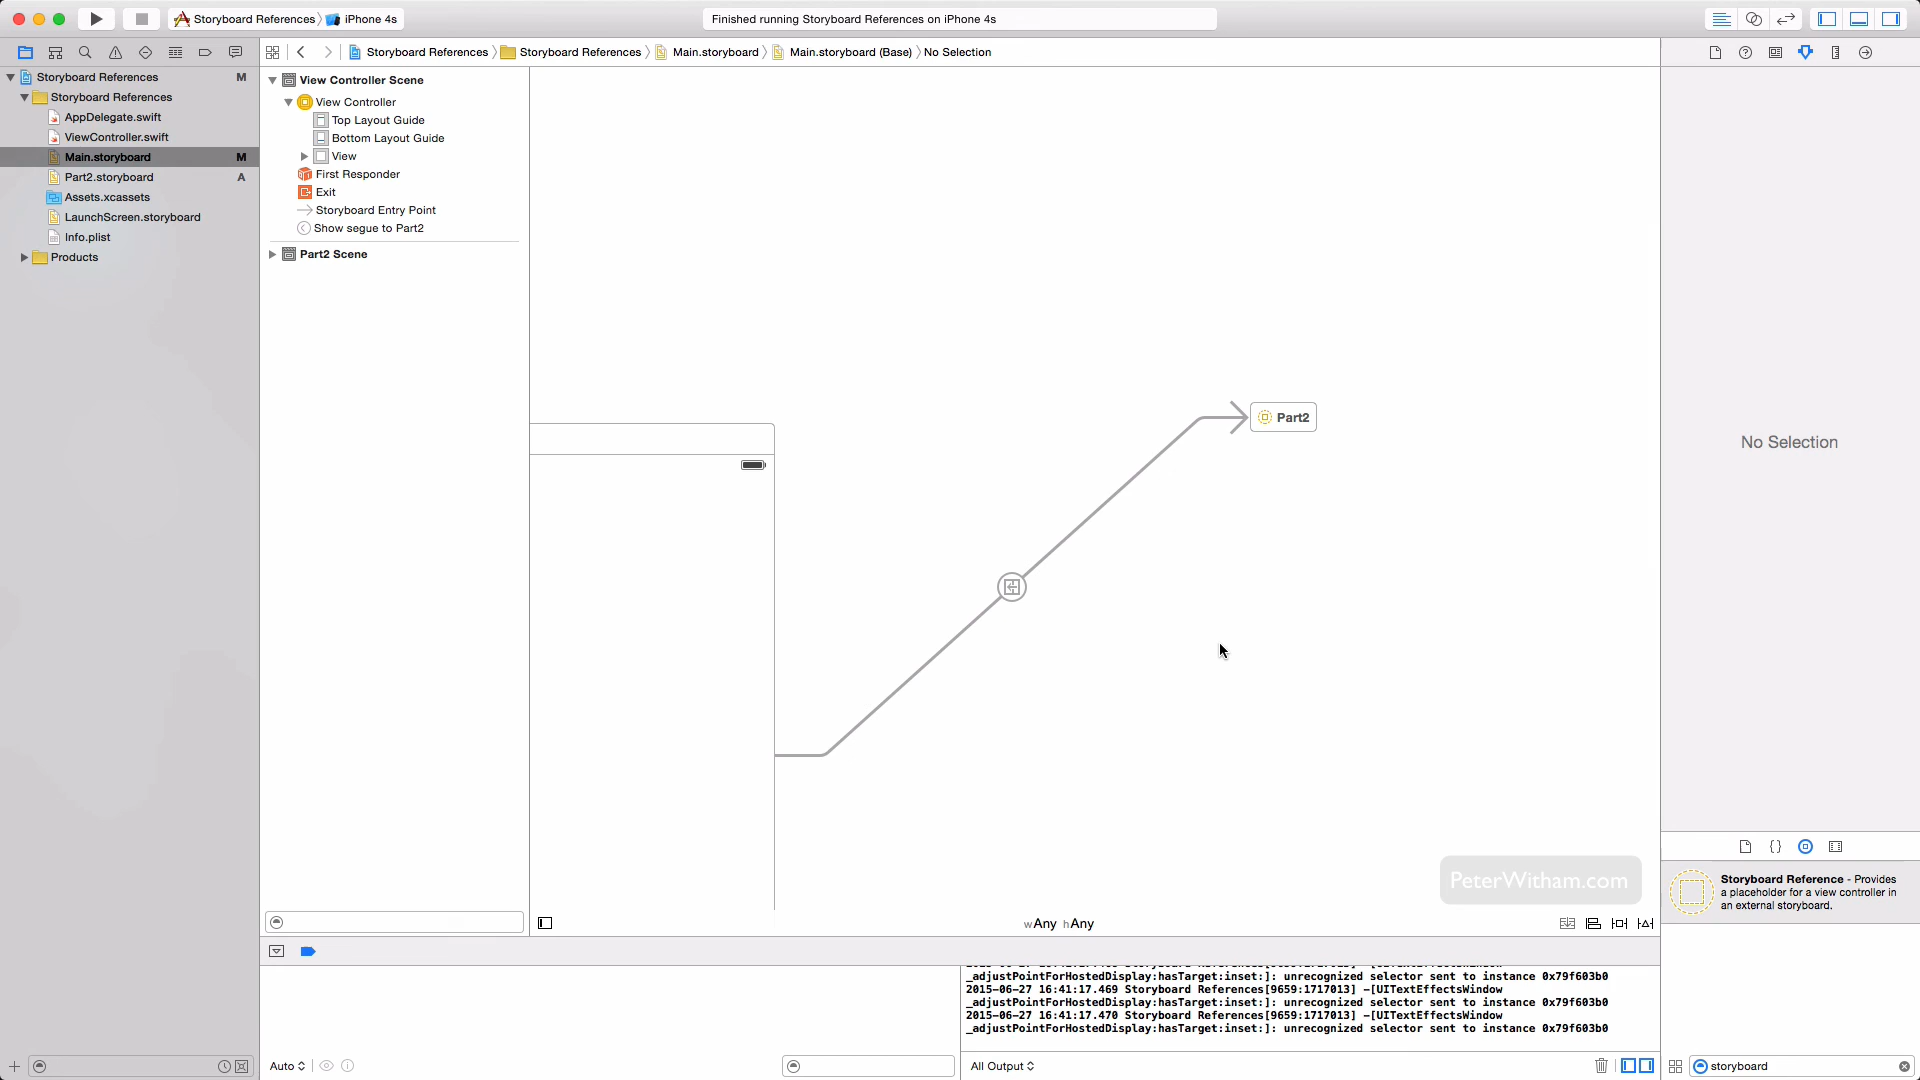 Storyboard References
iPhone 4s
Finished running Storyboard References on iPhone 4s
Storyboard References
Storyboard References
Main.storyboard
Main.storyboard (Base)
No Selection
Storyboard References M
Storyboard References
AppDelegate.swift
ViewController.swift
Main.storyboard M
Part2.storyboard A
Assets.xcassets
LaunchScreen.storyboard
Info.plist
Products
View Controller Scene
View Controller
Top Layout Guide
Bottom Layout Guide
View
First Responder
Exit
Storyboard Entry Point
Show segue to Part2
Part2 Scene
Part2
No Selection
PeterWitham.com
wAny hAny
Storyboard Reference - Provides
a placeholder for a view controller in
an external storyboard.
_adjustPointForHostedDisplay:hasTarget:inset:]: unrecognized selector sent to instance 0x79f603b0
2015-06-27 16:41:17.469 Storyboard References[9659:1717013] -[UITextEffectsWindow
_adjustPointForHostedDisplay:hasTarget:inset:]: unrecognized selector sent to instance 0x79f603b0
2015-06-27 16:41:17.470 Storyboard References[9659:1717013] -[UITextEffectsWindow
_adjustPointForHostedDisplay:hasTarget:inset:]: unrecognized selector sent to instance 0x79f603b0
Auto
All Output
storyboard